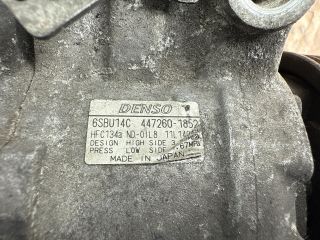 DENSO
6SBU14C 447260-1852
HFC134a ND-OIL8
DESIGN HIGH SIDE
PRESS LOW SIDE
MADE IN JAPAN